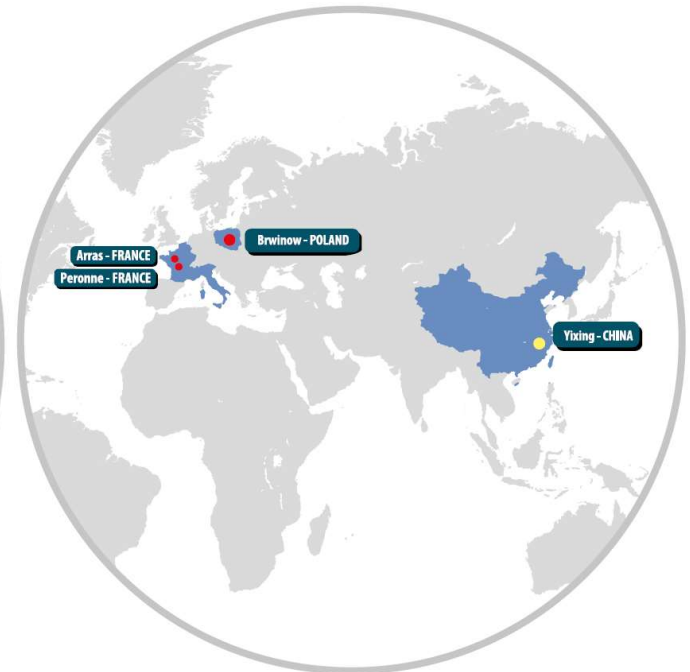 Brwinow - POLAND
Arras - FRANCE
Peronne - FRANCE
Yixing - CHINA